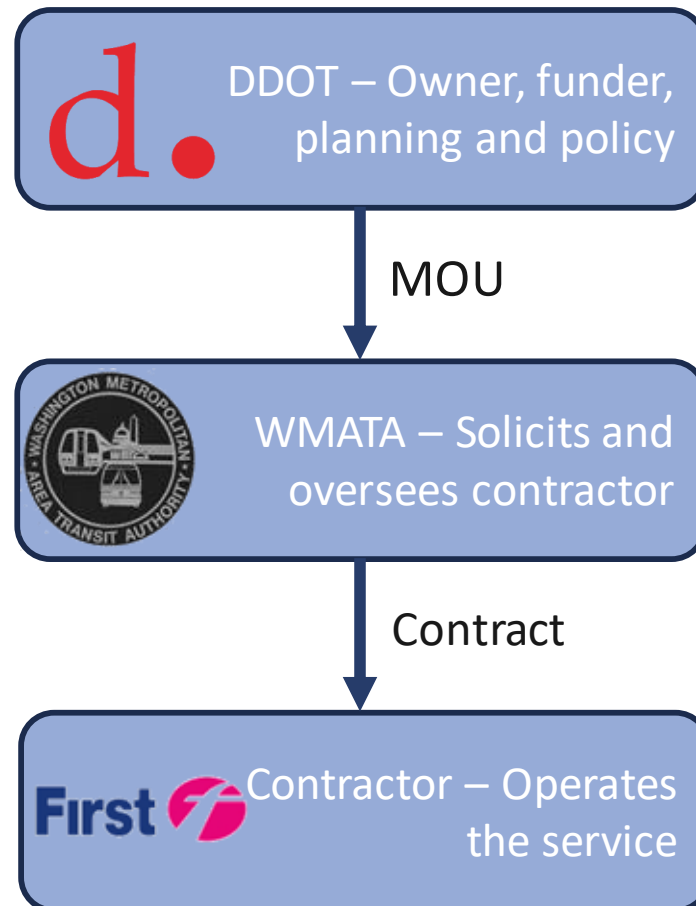 d.
DDOT – Owner, funder,
planning and policy
MOU
WASHINGTON METROPOLITAN
AREA TRANSIT AUTHORITY
WMATA – Solicits and
oversees contractor
Contract
First
Contractor – Operates
the service